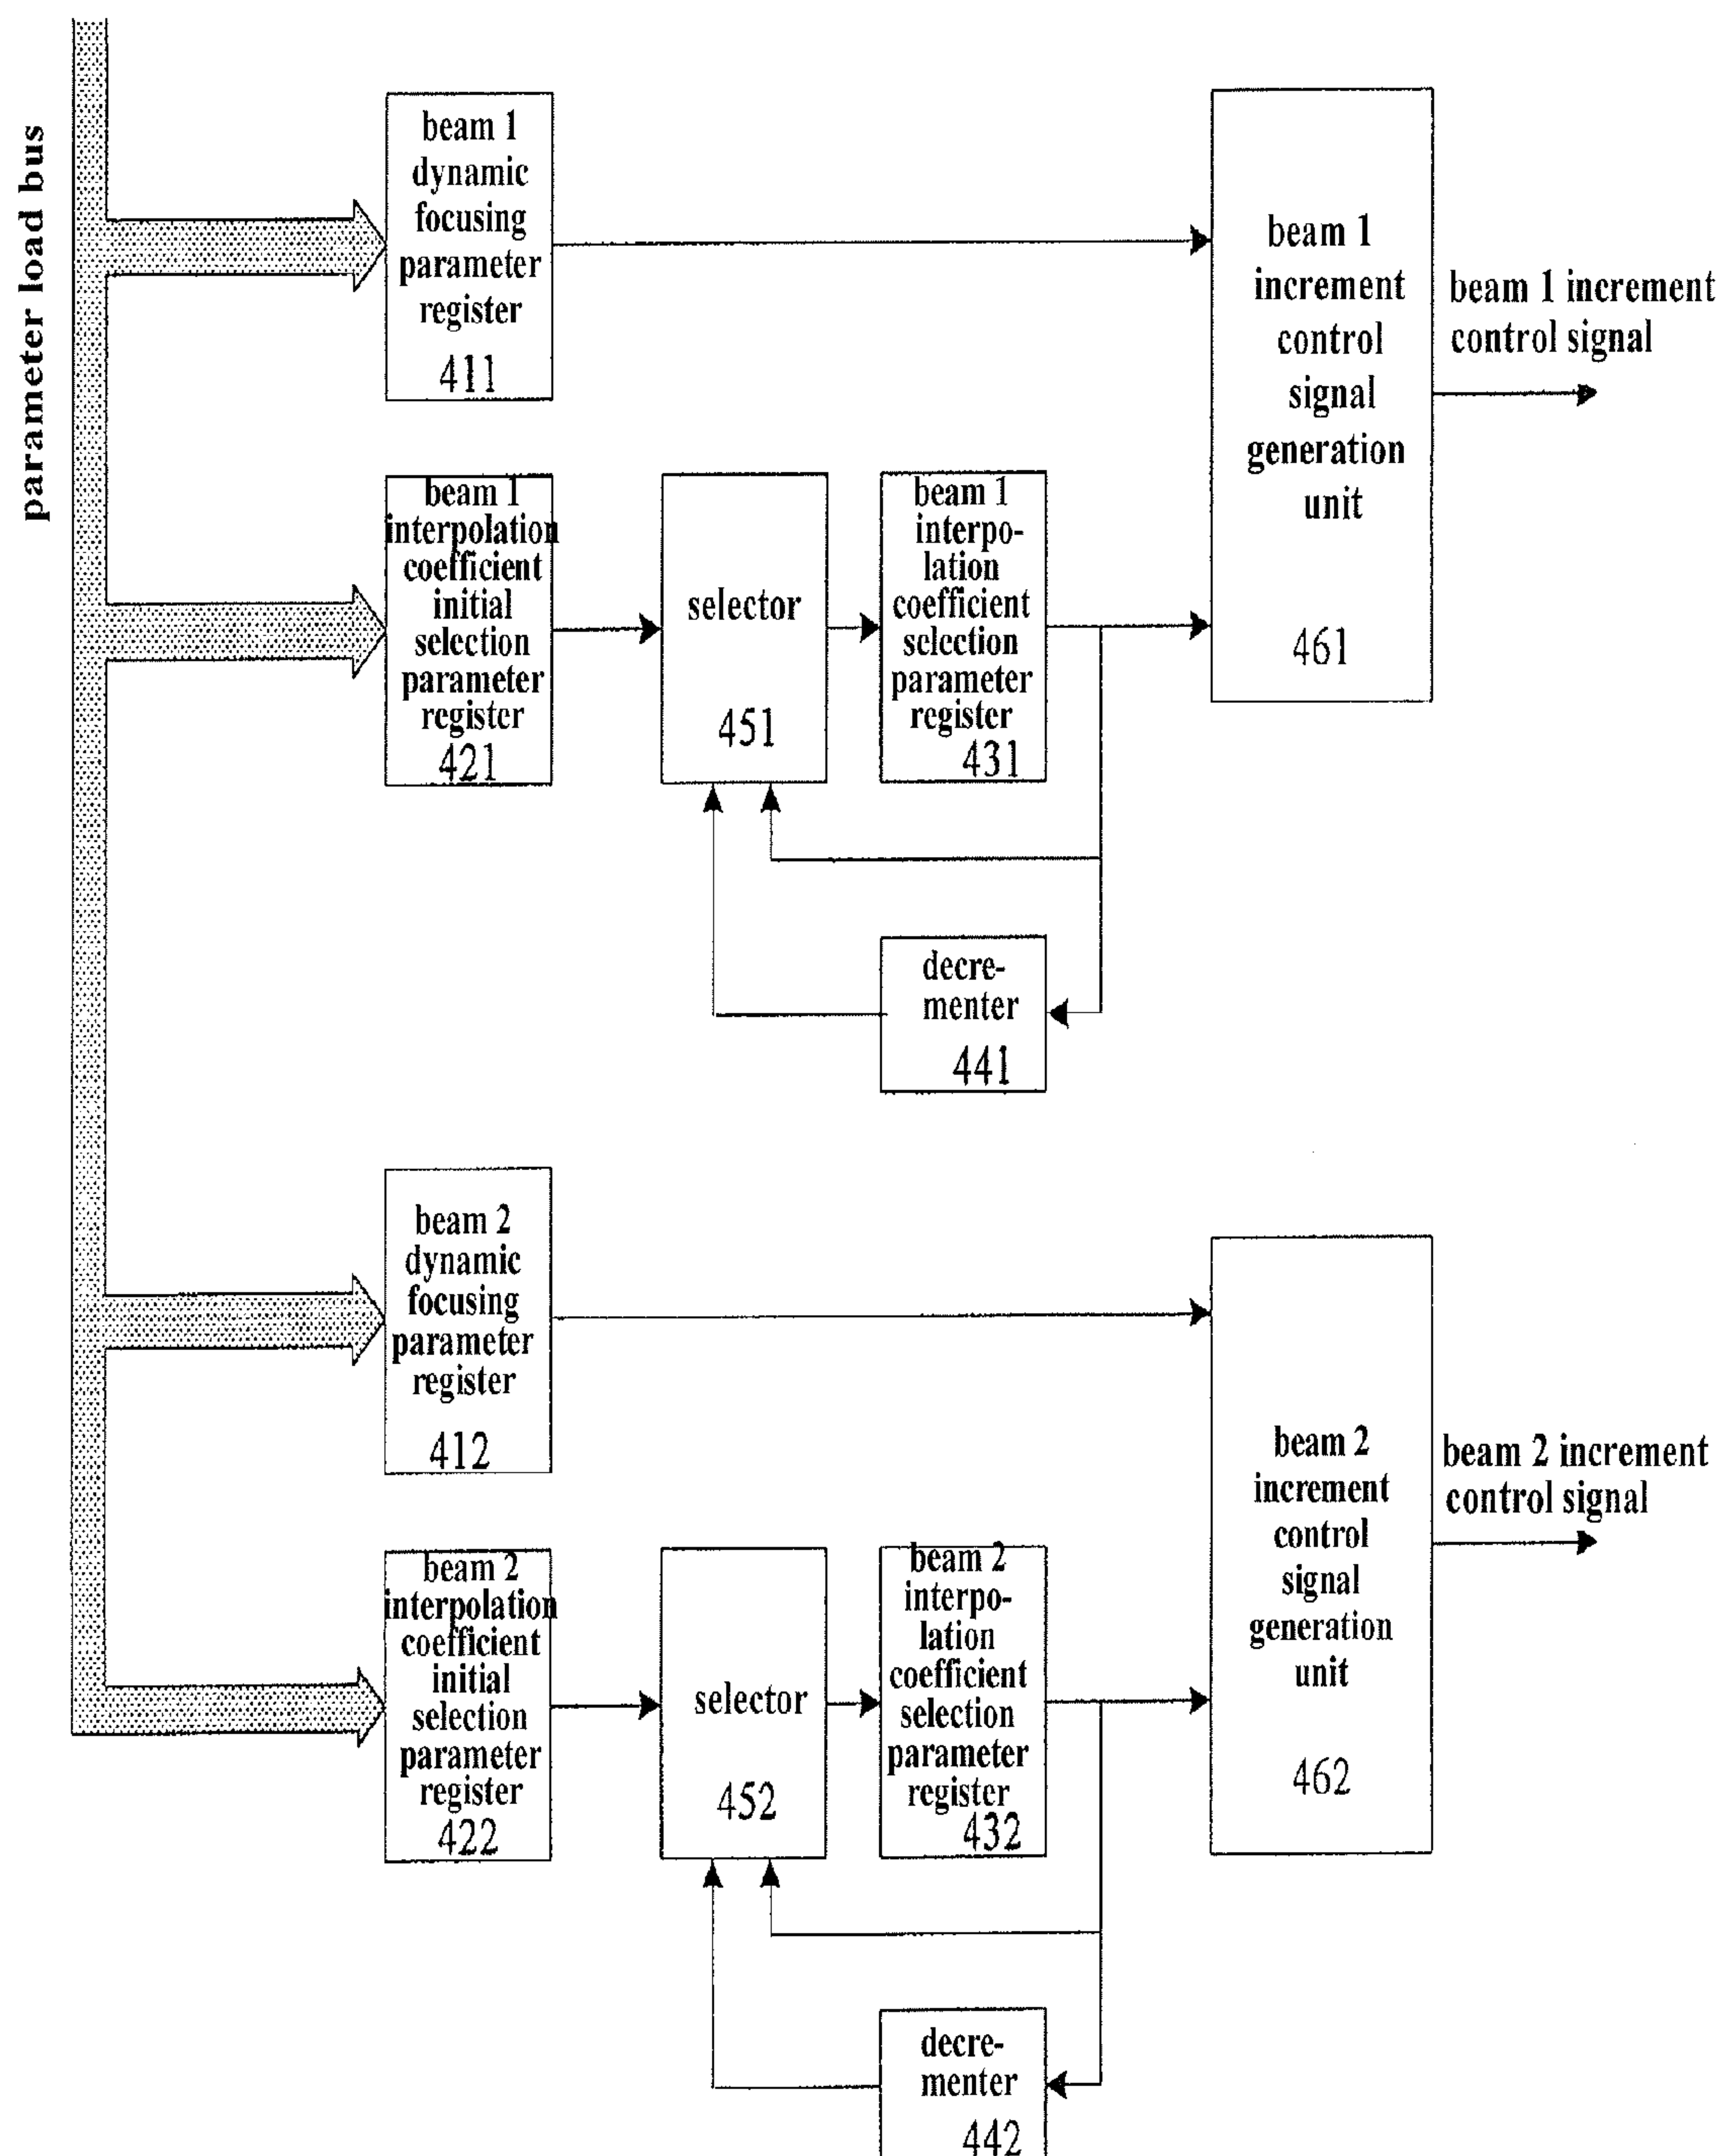 parameter load bus
beam 1
dynamic
focusing
parameter
register
411
beam 1
increment
control
signal
generation
unit
461
beam 1 increment
control signal
beam 1
interpolation
coefficient
initial
selection
parameter
register
421
selector
451
beam 1
interpo-
lation
coefficient
selection
parameter
register
431
decre-
menter
441
beam 2
dynamic
focusing
parameter
register
412
beam 2
increment
control
signal
generation
unit
462
beam 2 increment
control signal
beam 2
interpolation
coefficient
initial
selection
parameter
register
422
selector
452
beam 2
interpo-
lation
coefficient
selection
parameter
register
432
decre-
menter
442